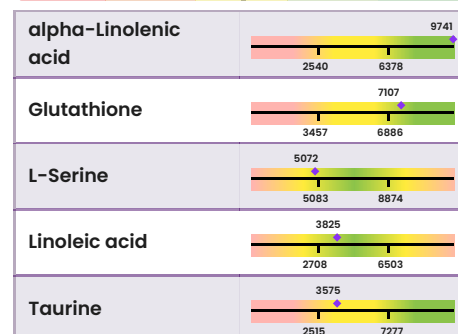 9741
alpha-Linolenic
acid
2540 6378
7107
Glutathione
3457 6886
5072
L-Serine
5083 8874
3825
Linoleic acid
2708 6503
3575
Taurine
2515 7277